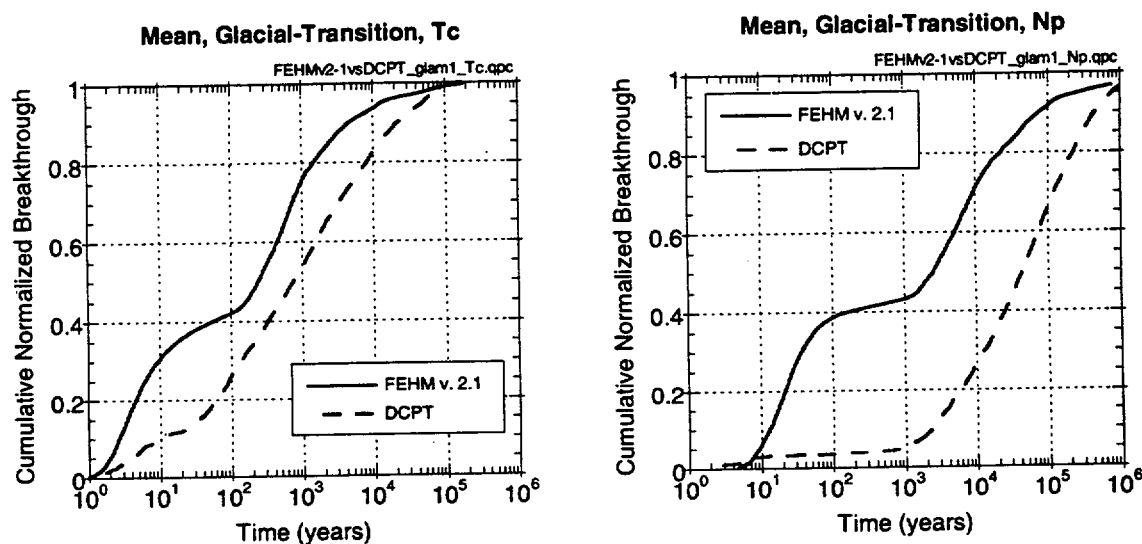 Mean, Glacial-Transition, Tc
FEHMv2-1vsDCPT_glam1_Tc.qpc
Cumulative Normalized Breakthrough
1
0.8
0.6
0.4
0.2
0
FEHM v. 2.1
DCPT
10^0 10^1 10^2 10^3 10^4 10^5 10^6
Time (years)
Mean, Glacial-Transition, Np
FEHMv2-1vsDCPT_glam1_Np.qpc
Cumulative Normalized Breakthrough
1
0.8
0.6
0.4
0.2
0
FEHM v. 2.1
DCPT
10^0 10^1 10^2 10^3 10^4 10^5 10^6
Time (years)